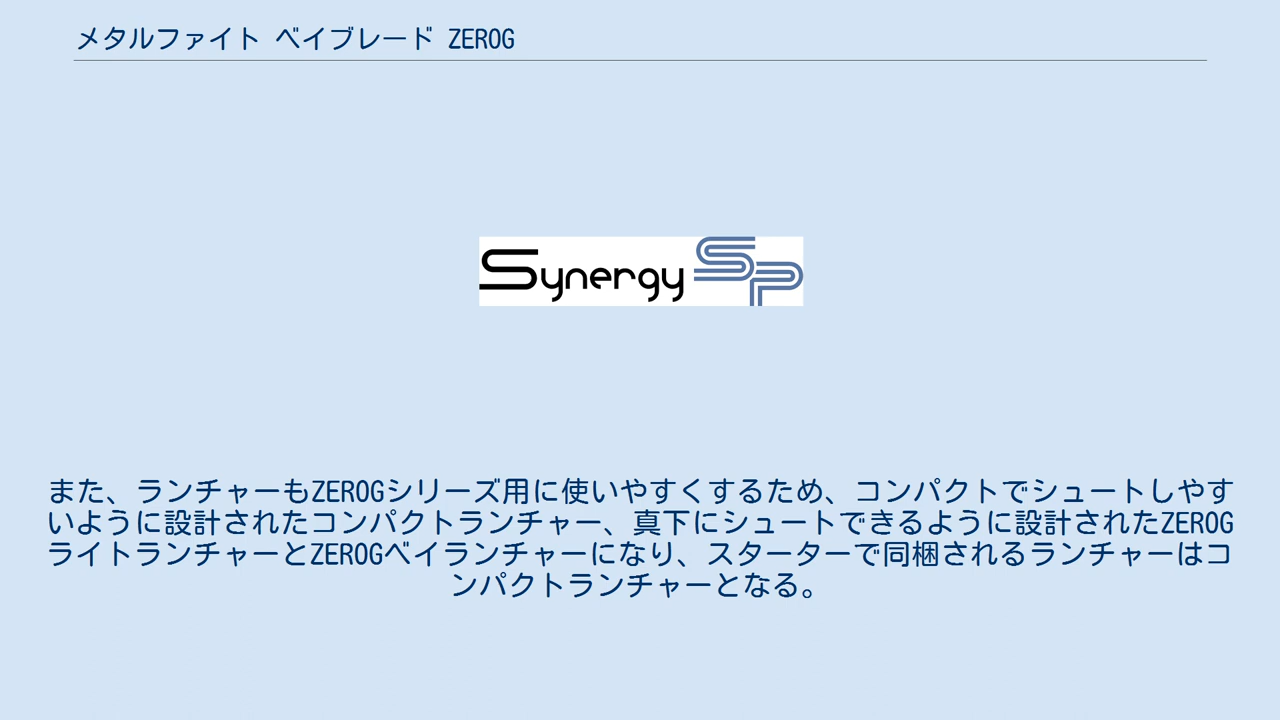 メタルファイト ベイブレード ZEROG
Synergy SP
また、ランチャーもZEROGシリーズ用に使いやすくするため、コンパクトでシュートしやす
いように設計されたコンパクトランチャー、真下にシュートできるように設計されたZEROG
ライトランチャーとZEROGベイランチャーになり、スターターで同梱されるランチャーはコ
ンパクトランチャーとなる。